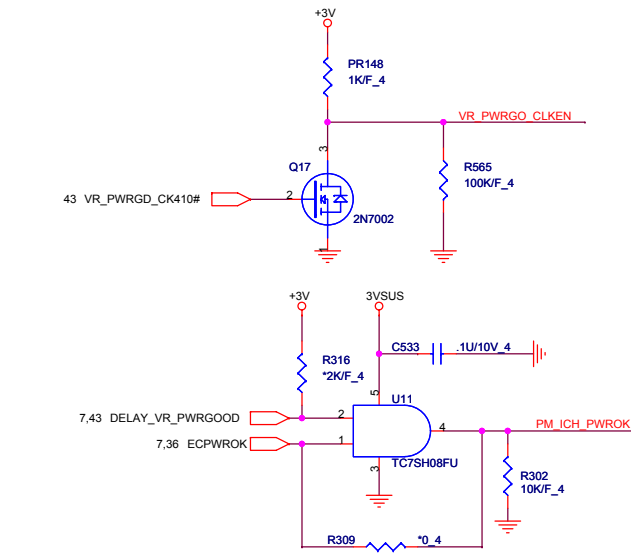 +3V
PR148
1K/F_4
VR_PWRGO_CLKEN
3
Q17
R565
100K/F_4
43 VR_PWRGD_CK410#
2
2N7002
1
+3V
3VSUS
C533
.1U/10V_4
R316
*2K/F_4
5
U11
7,43 DELAY_VR_PWRGOOD
2
4
PM_ICH_PWROK
7,36 ECPWROK
1
TC7SH08FU
3
R302
10K/F_4
R309
*0_4